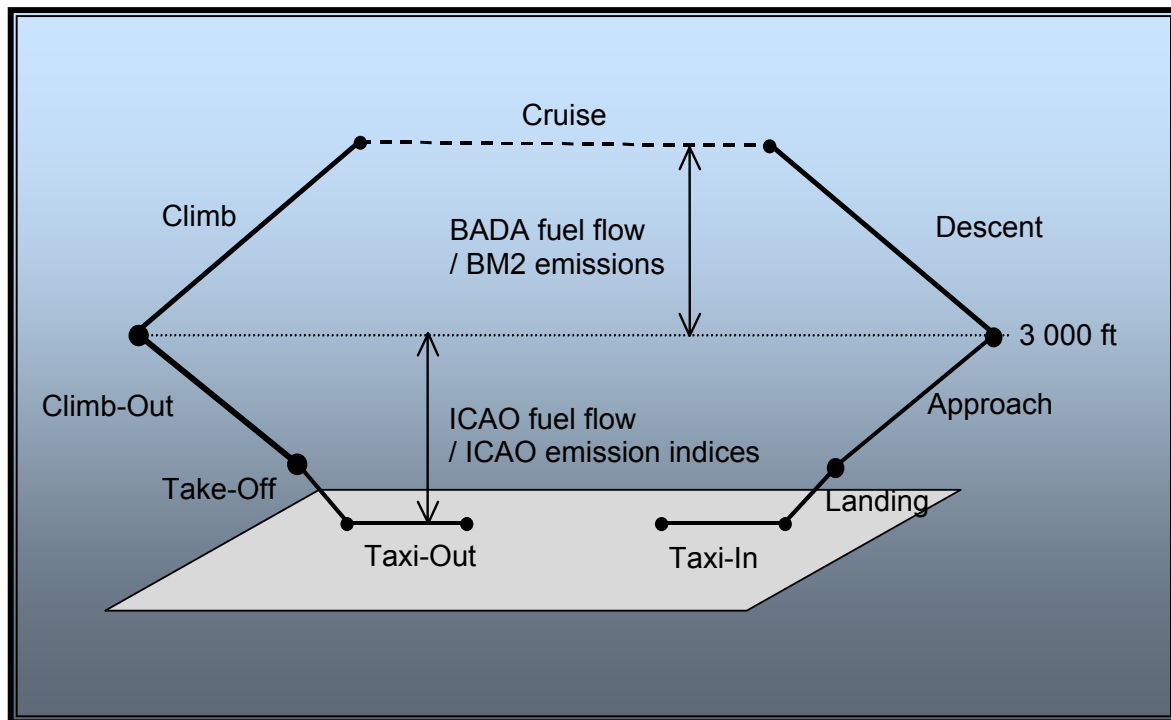 Cruise
Climb
BADA fuel flow
/ BM2 emissions
Descent
3 000 ft
Climb-Out
ICAO fuel flow
/ ICAO emission indices
Approach
Take-Off
Landing
Taxi-Out
Taxi-In